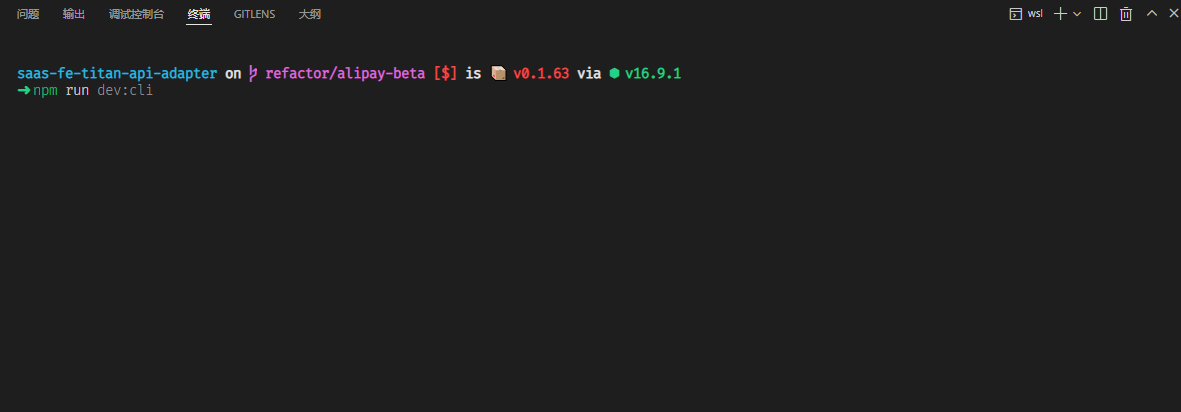 问题 输出 调试控制台 终端 GITLENS 大纲 wsl
saas-fe-titan-api-adapter on refactor/alipay-beta [$] is 📦 v0.1.63 via ⬢ v16.9.1
➜ npm run dev:cli